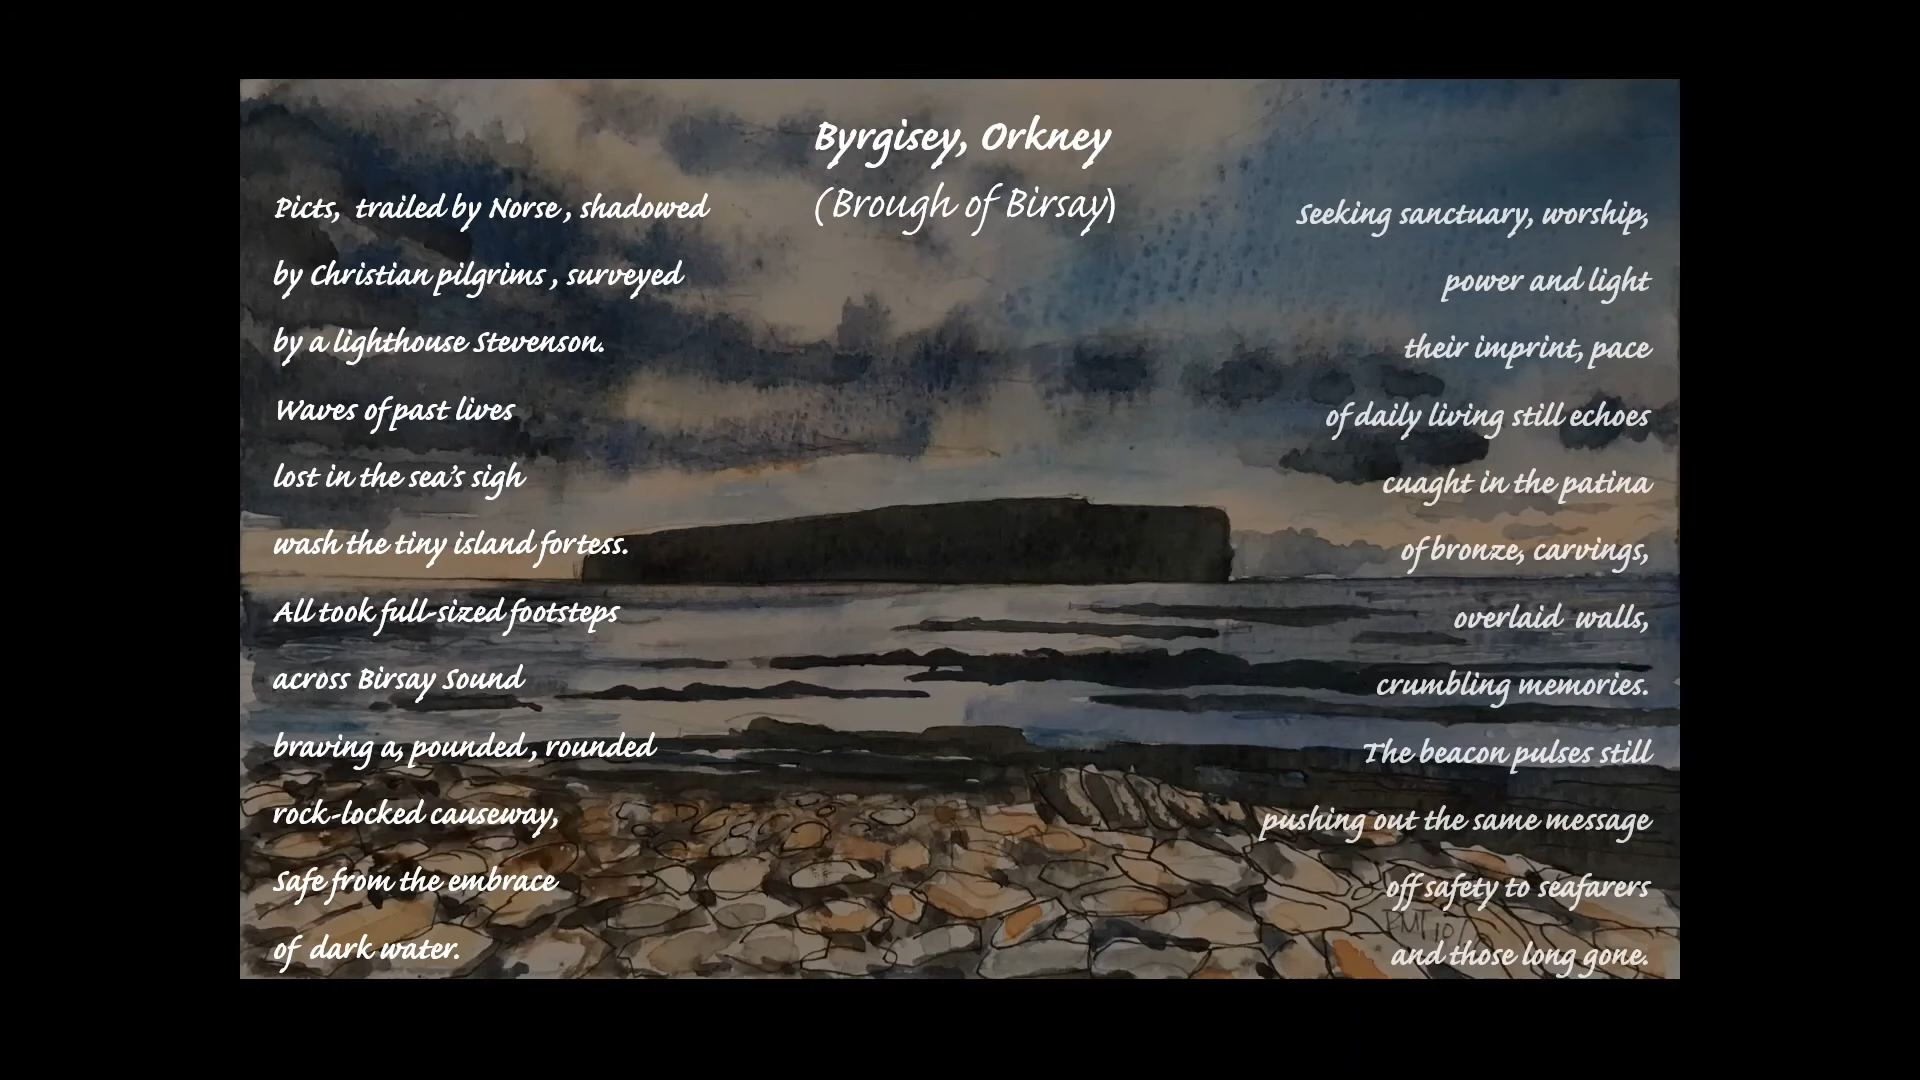 Byrgisey, Orkney
(Brough of Birsay)
Picts,  trailed by Norse , shadowed
by Christian pilgrims , surveyed
by a lighthouse Stevenson.
Waves of past lives
lost in the sea’s sigh
wash the tiny island fortess.
All took full-sized footsteps
across Birsay Sound
braving a, pounded , rounded
rock-locked causeway,
Safe from the embrace
of  dark water.
Seeking sanctuary, worship,
power and light
their imprint, pace
of daily living still echoes
cuaght in the patina
of bronze, carvings,
overlaid  walls,
crumbling memories.
The beacon pulses still
pushing out the same message
off safety to seafarers
and those long gone.